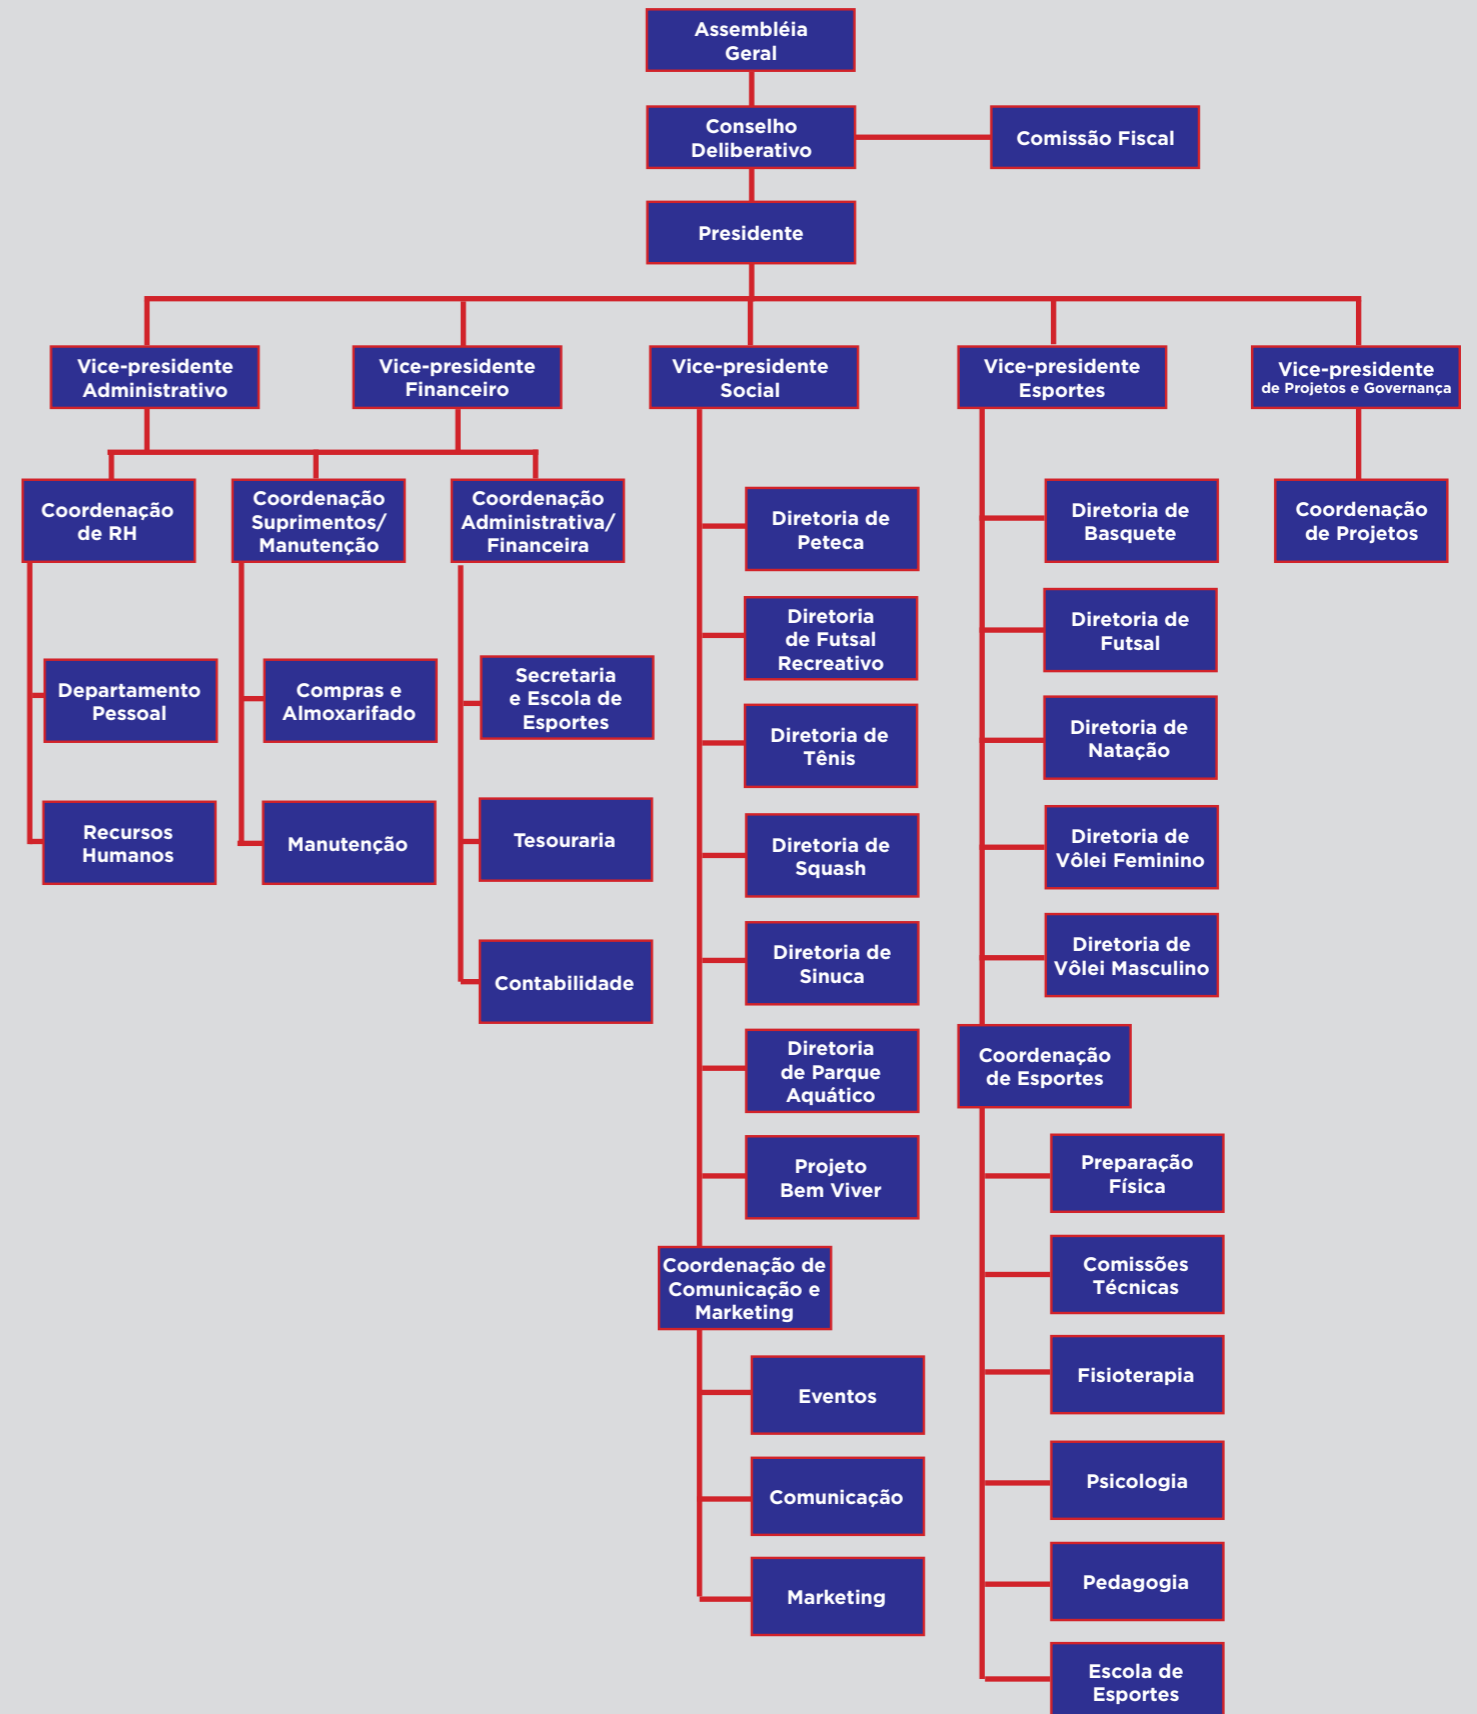 Assembléia
Geral
Conselho
Deliberativo
Comissão Fiscal
Presidente
Vice-presidente
Administrativo
Vice-presidente
Financeiro
Vice-presidente
Social
Vice-presidente
Esportes
Vice-presidente
de Projetos e Governança
Coordenação
de RH
Coordenação
Suprimentos/
Manutenção
Coordenação
Administrativa/
Financeira
Departamento
Pessoal
Recursos
Humanos
Compras e
Almoxarifado
Manutenção
Secretaria
e Escola de
Esportes
Tesouraria
Contabilidade
Diretoria de
Peteca
Diretoria
de Futsal
Recreativo
Diretoria de
Tênis
Diretoria de
Squash
Diretoria de
Sinuca
Diretoria
de Parque
Aquático
Projeto
Bem Viver
Coordenação de
Comunicação e
Marketing
Eventos
Comunicação
Marketing
Diretoria de
Basquete
Diretoria de
Futsal
Diretoria de
Natação
Diretoria de
Vôlei Feminino
Diretoria de
Vôlei Masculino
Coordenação
de Esportes
Preparação
Física
Comissões
Técnicas
Fisioterapia
Psicologia
Pedagogia
Escola de
Esportes
Coordenação
de Projetos